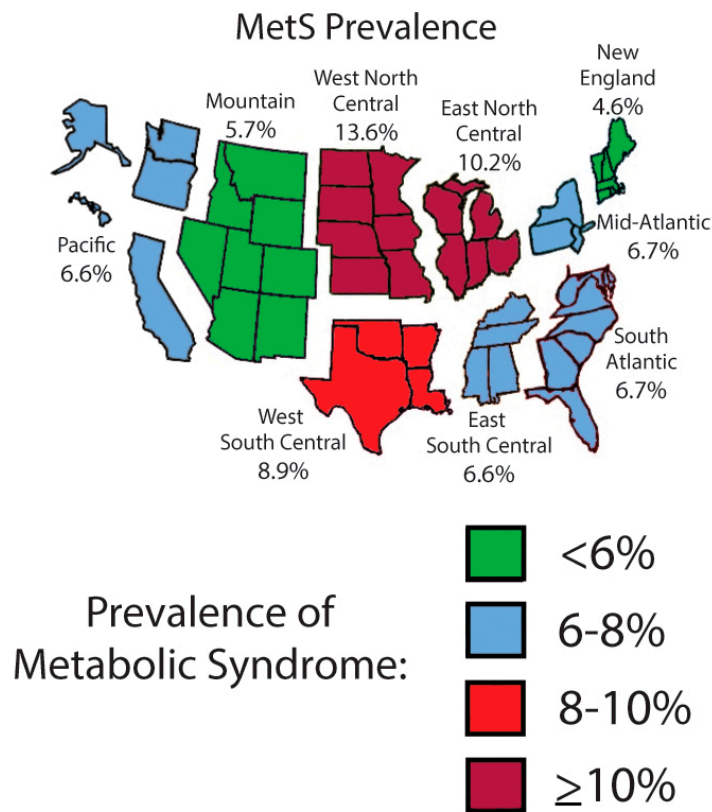 MetS Prevalence
New
England
4.6%
West North
Central
13.6%
Mountain
5.7%
East North
Central
10.2%
Pacific
6.6%
Mid-Atlantic
6.7%
South
Atlantic
6.7%
West
South Central
8.9%
East
South Central
6.6%
Prevalence of
Metabolic Syndrome:
<6%
6-8%
8-10%
≥10%